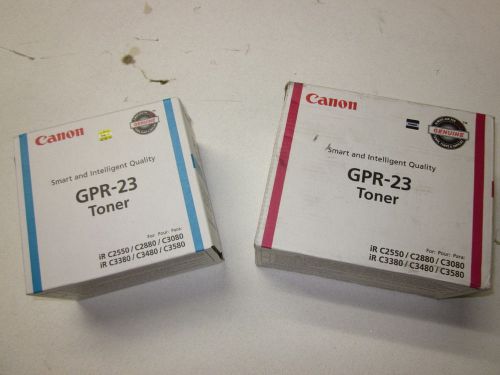 Canon
Smart and Intelligent Quality
GPR-23
Toner
For: Pour: Para:
iR C2550 / C2880 / C3080
iR C3380 / C3480 / C3580
Canon
GENUINE
Smart and Intelligent Quality
GPR-23
Toner
For: Pour: Para:
iR C2550 / C2880 / C3080
iR C3380 / C3480 / C3580